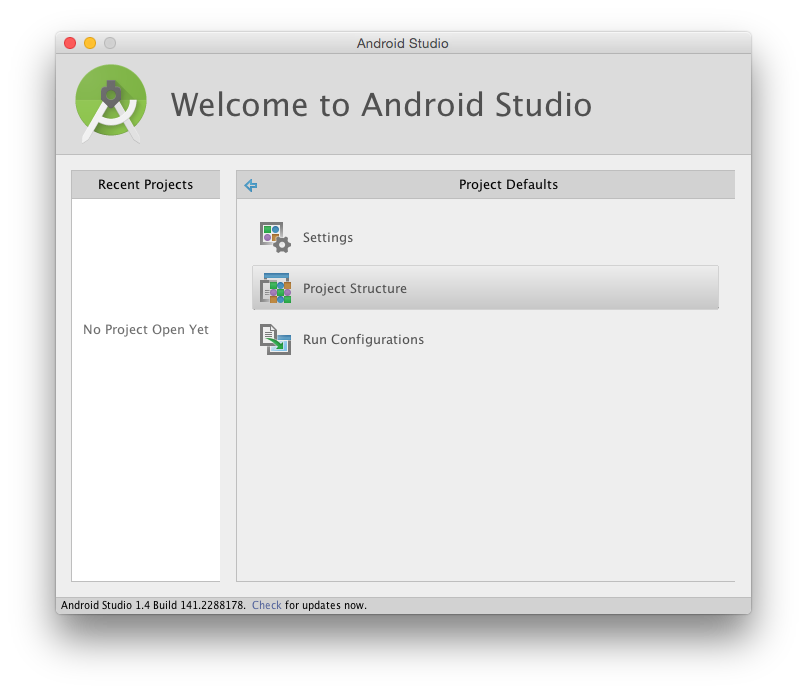 Android Studio
Welcome to Android Studio
Recent Projects
Project Defaults
Settings
Project Structure
No Project Open Yet
Run Configurations
Android Studio 1.4 Build 141.2288178. Check for updates now.